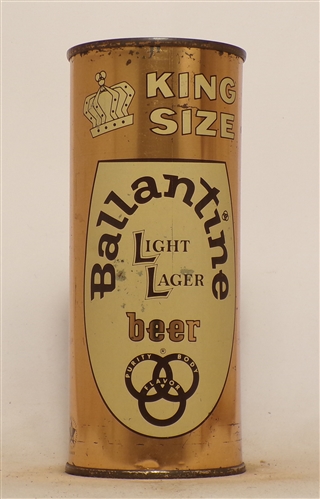 KING
SIZE
Ballantine ®
LIGHT
LAGER
beer
®
PURITY BODY
FLAVOR